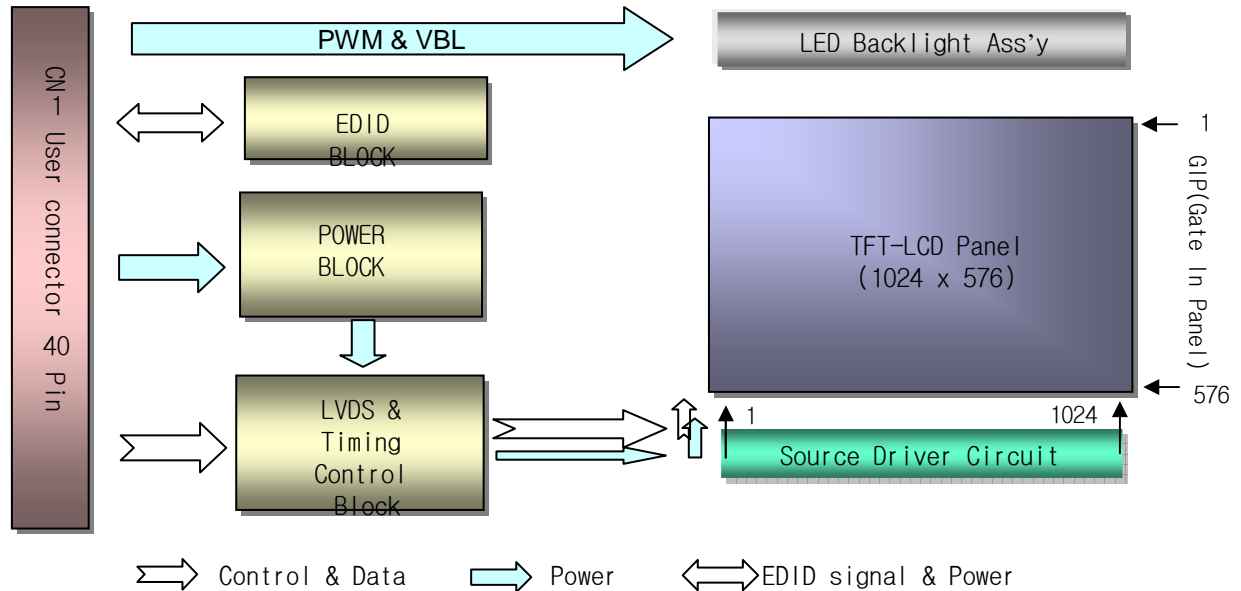 PWM & VBL
LED Backlight Ass'y
CN1 User connector 40 Pin
EDID
BLOCK
POWER
BLOCK
LVDS &
Timing
Control
Block
TFT-LCD Panel
(1024 x 576)
1
GIP(Gate In Panel)
576
1
1024
Source Driver Circuit
Control & Data
Power
EDID signal & Power